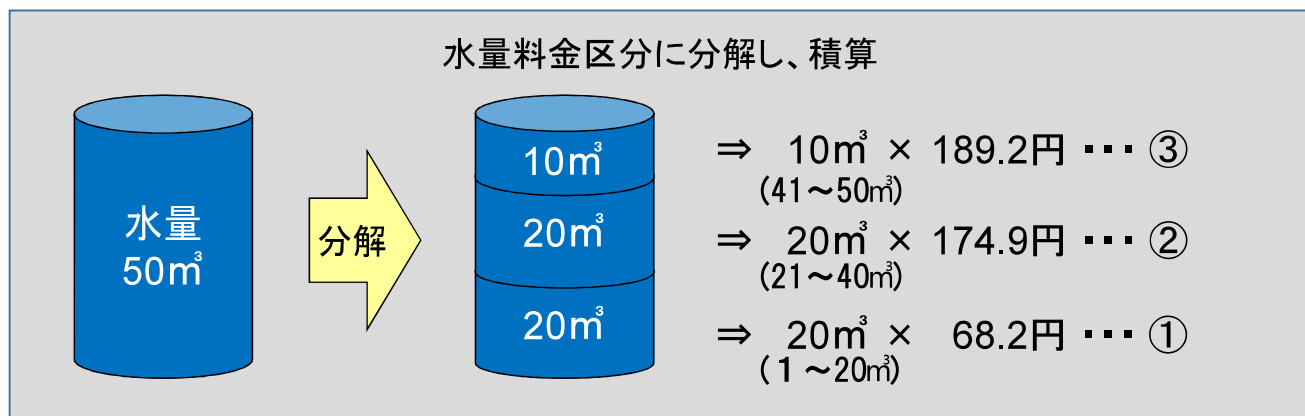 水量料金区分に分解し、積算
水量
50㎥
分解
10㎥
20㎥
20㎥
⇒ 10㎥ × 189.2円 ・・・ ③
(41～50㎥)
⇒ 20㎥ × 174.9円 ・・・ ②
(21～40㎥)
⇒ 20㎥ × 68.2円 ・・・ ①
(1～20㎥)